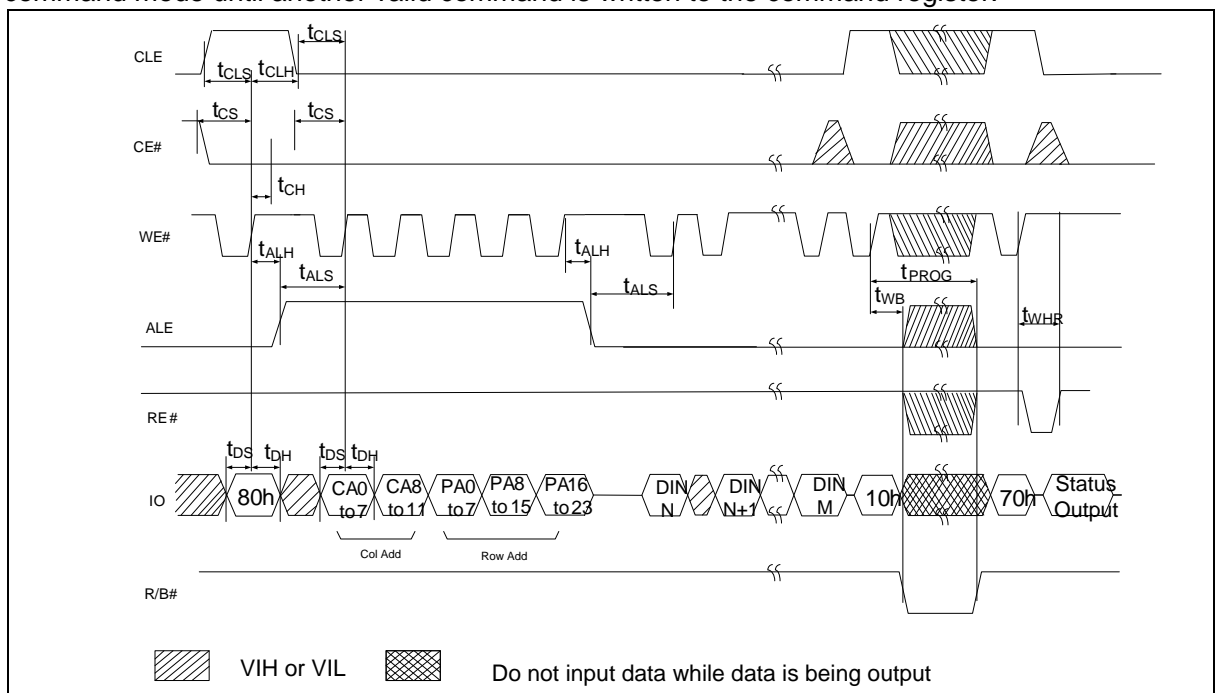 command mode until another valid command is written to the command register.
tCLS
CLE
tCLS tCLH
tCS tCS
CE#
tCH
WE#
tALH tALH
tALS tALS
tPROG
tWB
ALE
tWHR
RE#
tDS tDH tDS tDH
IO
80h
CA0
to7
CA8
to11
PA0
to7
PA8
to15
PA16
to23
DIN
N
DIN
N+1
DIN
M
10h
70h
Status
Output
Col Add
Row Add
R/B#
VIH or VIL
Do not input data while data is being output